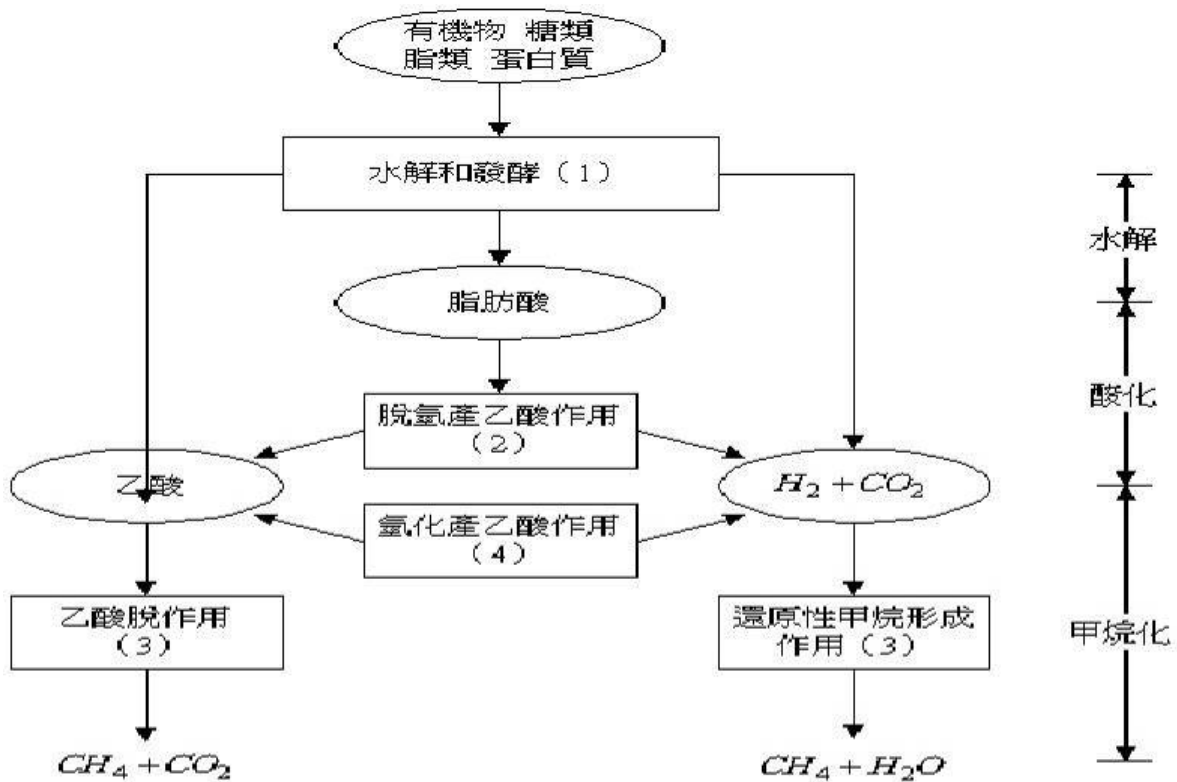 有機物 糖類
脂類 蛋白質
水解和發酵（1）
水解
脂肪酸
酸化
脫氫產乙酸作用
（2）
乙酸
H₂ + CO₂
氫化產乙酸作用
（4）
乙酸脫作用
（3）
還原性甲烷形成
作用（3）
甲烷化
CH₄ + CO₂
CH₄ + H₂O